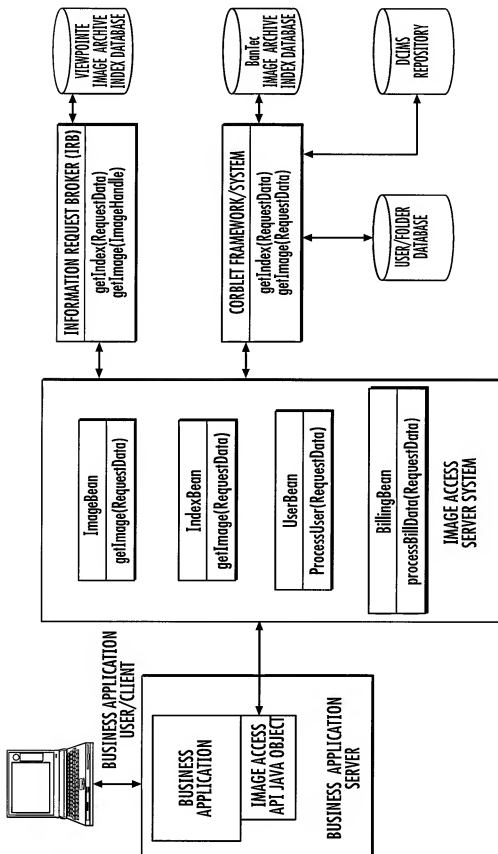 BUSINESS APPLICATION
USER/CLIENT
BUSINESS
APPLICATION
IMAGE ACCESS
API JAVA OBJECT
BUSINESS APPLICATION
SERVER
ImageBean
getImage(RequestData)
IndexBean
getImage(RequestData)
UserBean
ProcessUser(RequestData)
BillingBean
processBillData(RequestData)
IMAGE ACCESS
SERVER SYSTEM
INFORMATION REQUEST BROKER (IRB)
getIndex(RequestData)
getImage(ImageHandle)
CORBLET FRAMEWORK/SYSTEM
getIndex(RequestData)
getImage(RequestData)
USER/FOLDER
DATABASE
VIEWPOINTE
IMAGE ARCHIVE
INDEX DATABASE
BanTec
IMAGE ARCHIVE
INDEX DATABASE
DCIMS
REPOSITORY